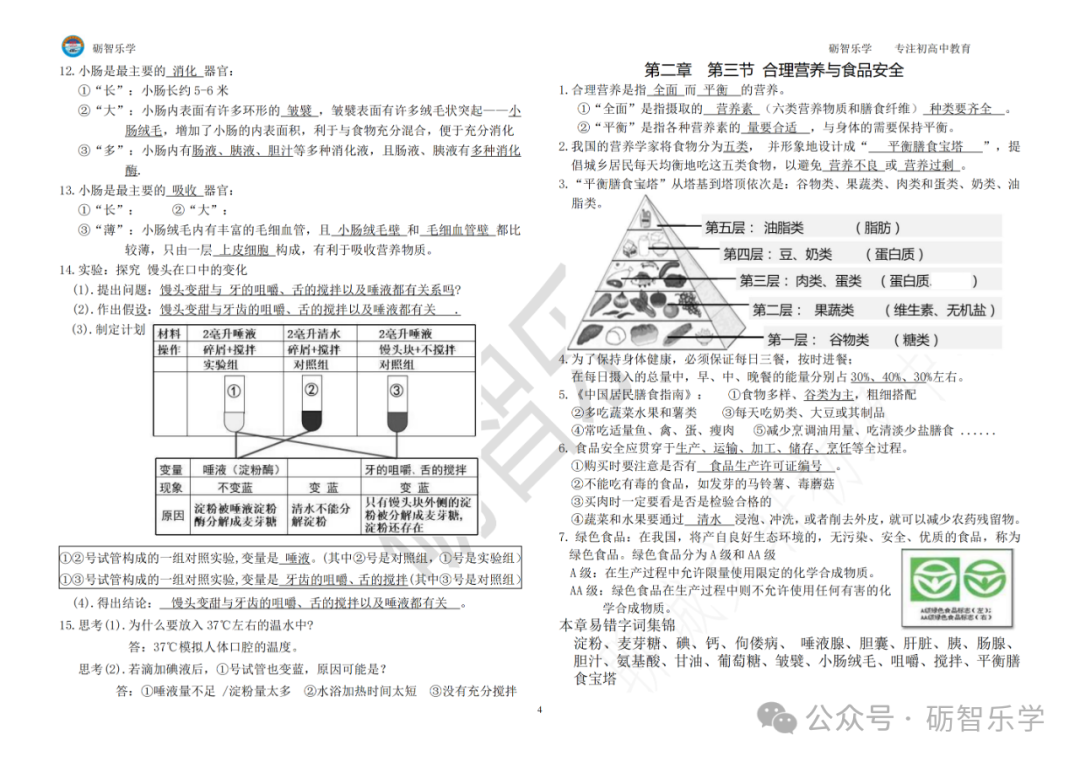 砺智乐学
12.小肠是最主要的 消化 器官:
①“长”:小肠长约5-6米
②“大”:小肠内表面有许多环形的 皱襞 ,皱襞表面有许多绒毛状突起——小
肠绒毛,增加了小肠的内表面积,利于与食物充分混合,便于充分消化
③“多”:小肠内有肠液、胰液、胆汁等多种消化液,且肠液、胰液有多种消化
酶.
13.小肠是最主要的 吸收 器官:
①“长”: ②“大”:
③“薄”:小肠绒毛内有丰富的毛细血管,且 小肠绒毛壁 和 毛细血管壁 都比
较薄,只由一层 上皮细胞 构成,有利于吸收营养物质。
14.实验:探究 馒头在口中的变化
(1).提出问题:馒头变甜与 牙的咀嚼、舌的搅拌以及唾液都有关系吗?
(2).作出假设:馒头变甜与牙齿的咀嚼、舌的搅拌以及唾液都有关 .
(3).制定计划
材料 2毫升唾液 2毫升清水 2毫升唾液
操作 碎屑+搅拌 碎屑+搅拌 馒头块+不搅拌
实验组 对照组 对照组
① ② ③
变量 唾液(淀粉酶) 牙的咀嚼.舌的搅拌
现象 不变蓝 变 蓝 变 蓝
原因 淀粉被唾液淀粉酶分解成麦芽糖 清水不能分解淀粉 只有馒头块外侧的淀粉被分解成麦芽糖,淀粉还存在
①②号试管构成的一组对照实验,变量是 唾液。(其中②号是对照组,①号是实验组)
①③号试管构成的一组对照实验,变量是 牙齿的咀嚼、舌的搅拌(其中③号是对照组)
(4).得出结论: 馒头变甜与牙齿的咀嚼、舌的搅拌以及唾液都有关 。
15.思考(1).为什么要放入37℃左右的温水中?
答:37℃模拟人体口腔的温度。
思考(2).若滴加碘液后,①号试管也变蓝,原因可能是?
答:①唾液量不足 /淀粉量太多 ②水浴加热时间太短 ③没有充分搅拌
砺智乐学 专注初高中教育
第二章 第三节 合理营养与食品安全
1.合理营养是指 全面 而 平衡 的营养。
①“全面”是指摄取的 营养素 (六类营养物质和膳食纤维) 种类要齐全 。
②“平衡”是指各种营养素的 量要合适 ,与身体的需要保持平衡。
2.我国的营养学家将食物分为五类, 并形象地设计成“ 平衡膳食宝塔 ”,提
倡城乡居民每天均衡地吃这五类食物,以避免 营养不良 或 营养过剩 。
3.“平衡膳食宝塔”从塔基到塔顶依次是:谷物类、果蔬类、肉类和蛋类、奶类、油
脂类。
第五层: 油脂类 (脂肪)
第四层:豆、奶类 (蛋白质)
第三层:肉类、蛋类 (蛋白质. )
第二层: 果蔬类 (维生素、无机盐)
第一层: 谷物类 (糖类)
4.为了保持身体健康,必须保证每日三餐,按时进餐;
在每日摄入的总量中,早、中、晚餐的能量分别占30%、40%、30%左右。
5.《中国居民膳食指南》: ①食物多样、谷类为主,粗细搭配
②多吃蔬菜水果和薯类 ③每天吃奶类、大豆或其制品
④常吃适量鱼、禽、蛋、瘦肉 ⑤减少烹调油用量、吃清淡少盐膳食 ......
6. 食品安全应贯穿于生产、运输、加工、储存、烹饪等全过程。
①购买时要注意是否有 食品生产许可证编号 。
②不能吃有毒的食品,如发芽的马铃薯、毒蘑菇
③买肉时一定要看是否是检验合格的
④蔬菜和水果要通过 清水 浸泡、冲洗,或者削去外皮,就可以减少农药残留物。
7. 绿色食品:在我国,将产自良好生态环境的,无污染、安全、优质的食品,称为
绿色食品。绿色食品分为A级和AA级
A级:在生产过程中允许限量使用限定的化学合成物质。
AA级:绿色食品在生产过程中则不允许使用任何有害的化
学合成物质。
A级绿色食品标志(左);
AA级绿色食品标志(右)
本章易错字词集锦
淀粉、麦芽糖、碘、钙、佝偻病、 唾液腺、胆囊、肝脏、胰、肠腺、
胆汁、氨基酸、甘油、葡萄糖、皱襞、小肠绒毛、咀嚼、搅拌、平衡膳
食宝塔
4
公众号 · 砺智乐学